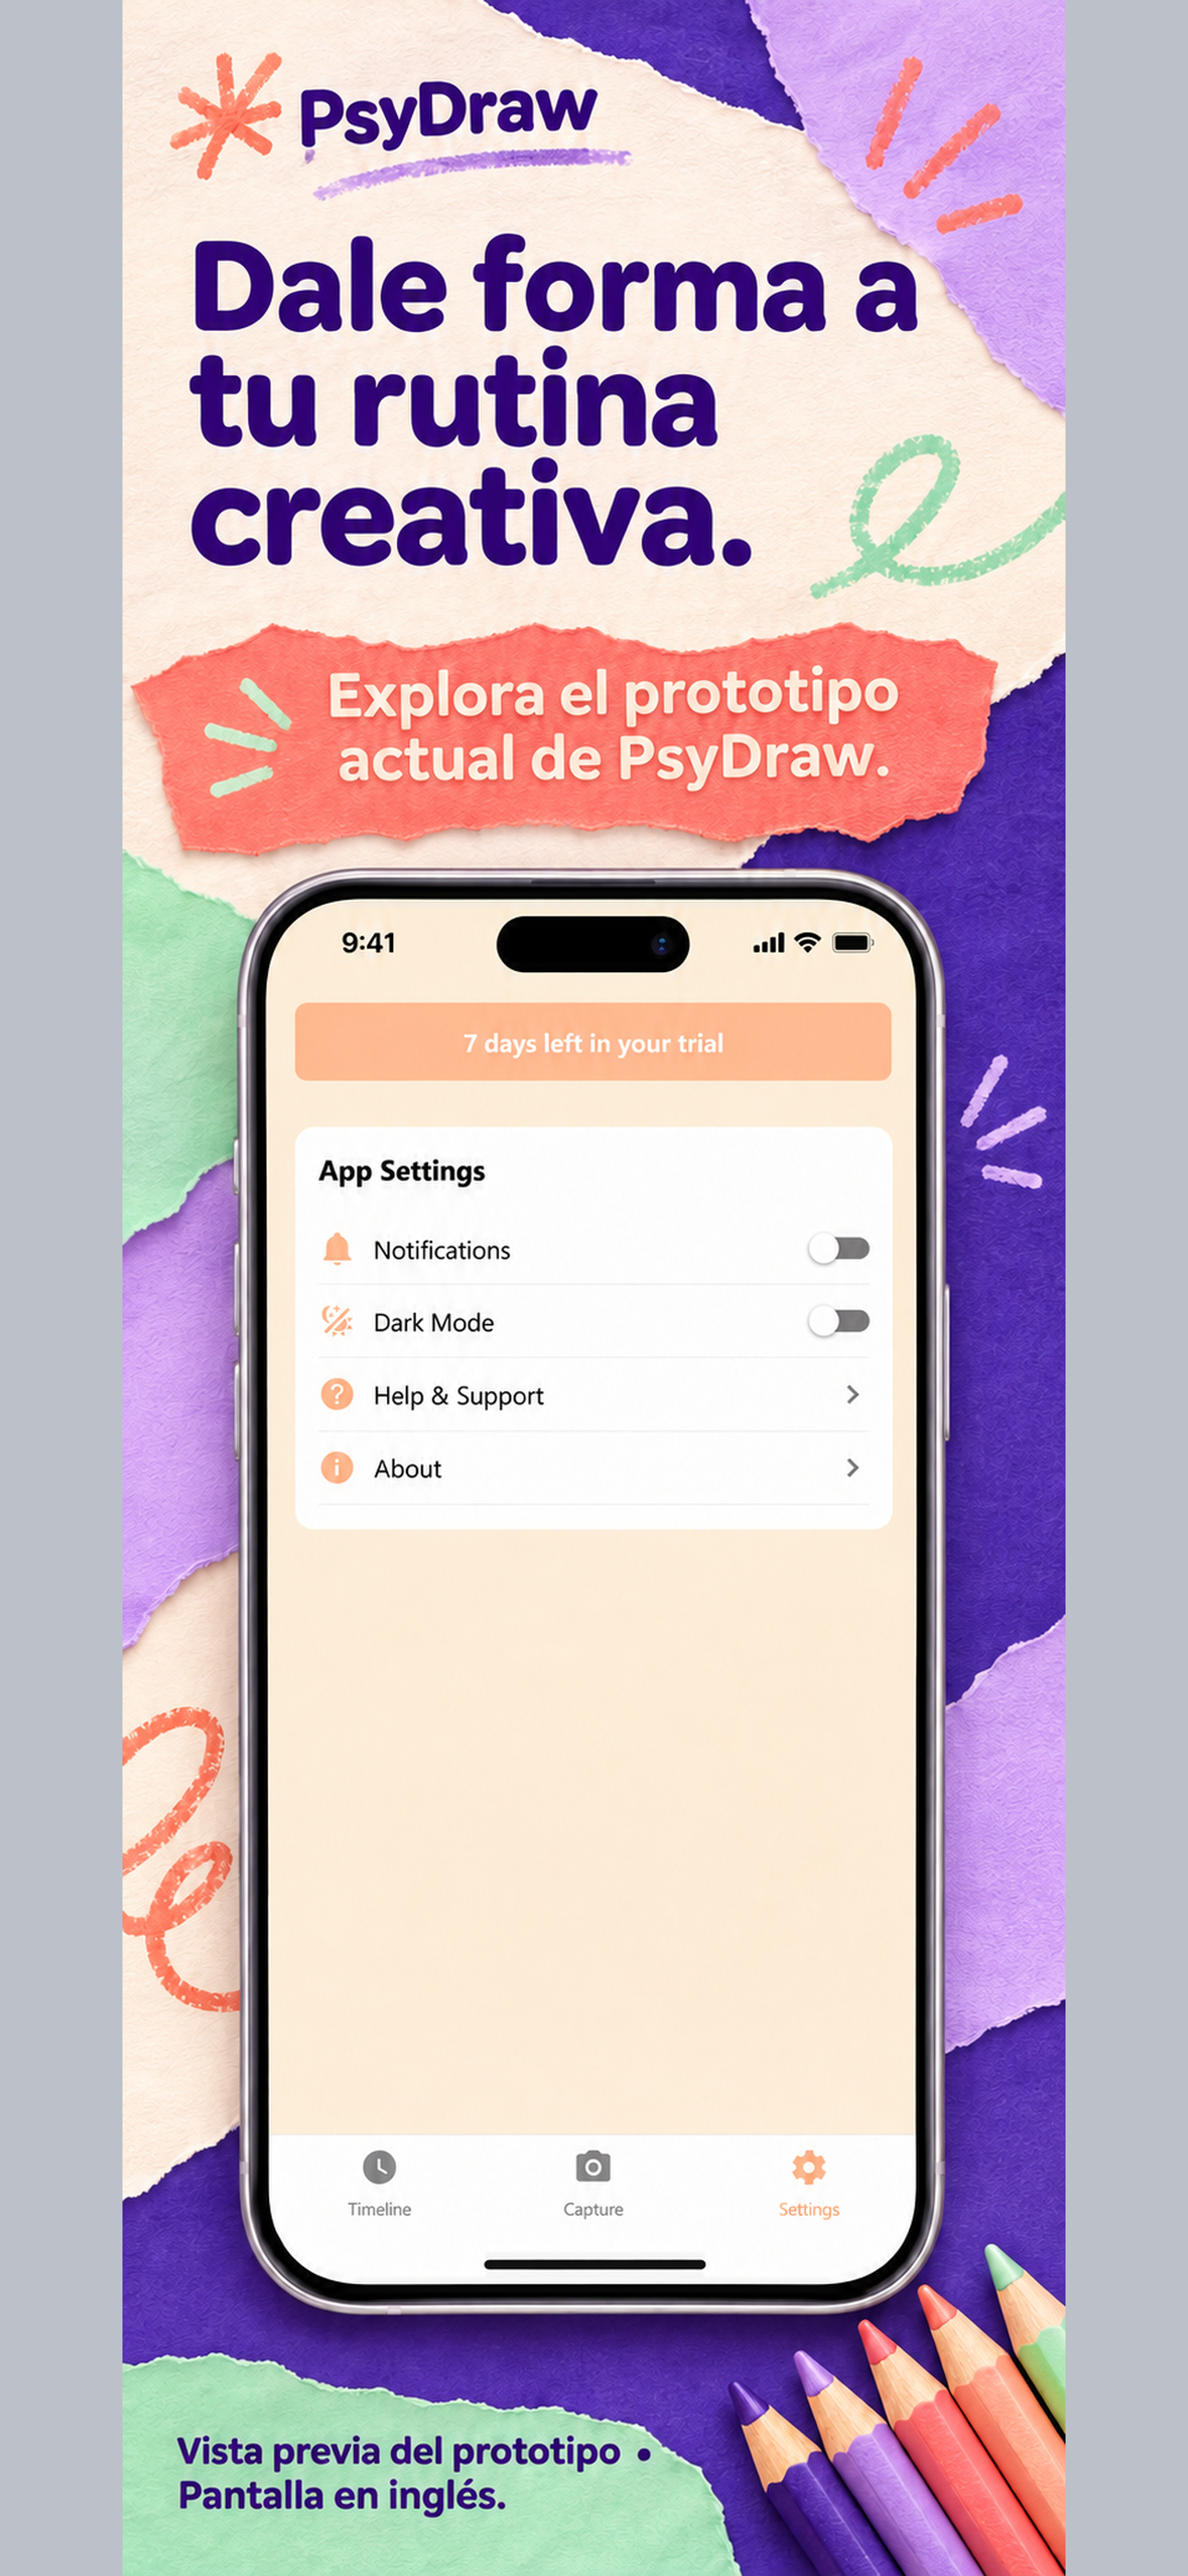 PsyDraw
Dale forma a
tu rutina
creativa.
Explora el prototipo
actual de PsyDraw.
9:41
7 days left in your trial
App Settings
Notifications
Dark Mode
Help & Support
About
Timeline
Capture
Settings
Vista previa del prototipo •
Pantalla en inglés.